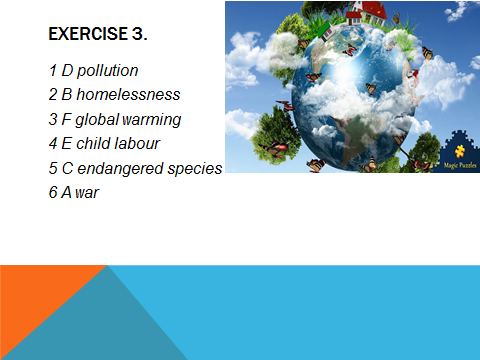 EXERCISE 3.
1 D pollution
2 B homelessness
3 F global warming
4 E child labour
5 C endangered species
6 A war
Magic Puzzles